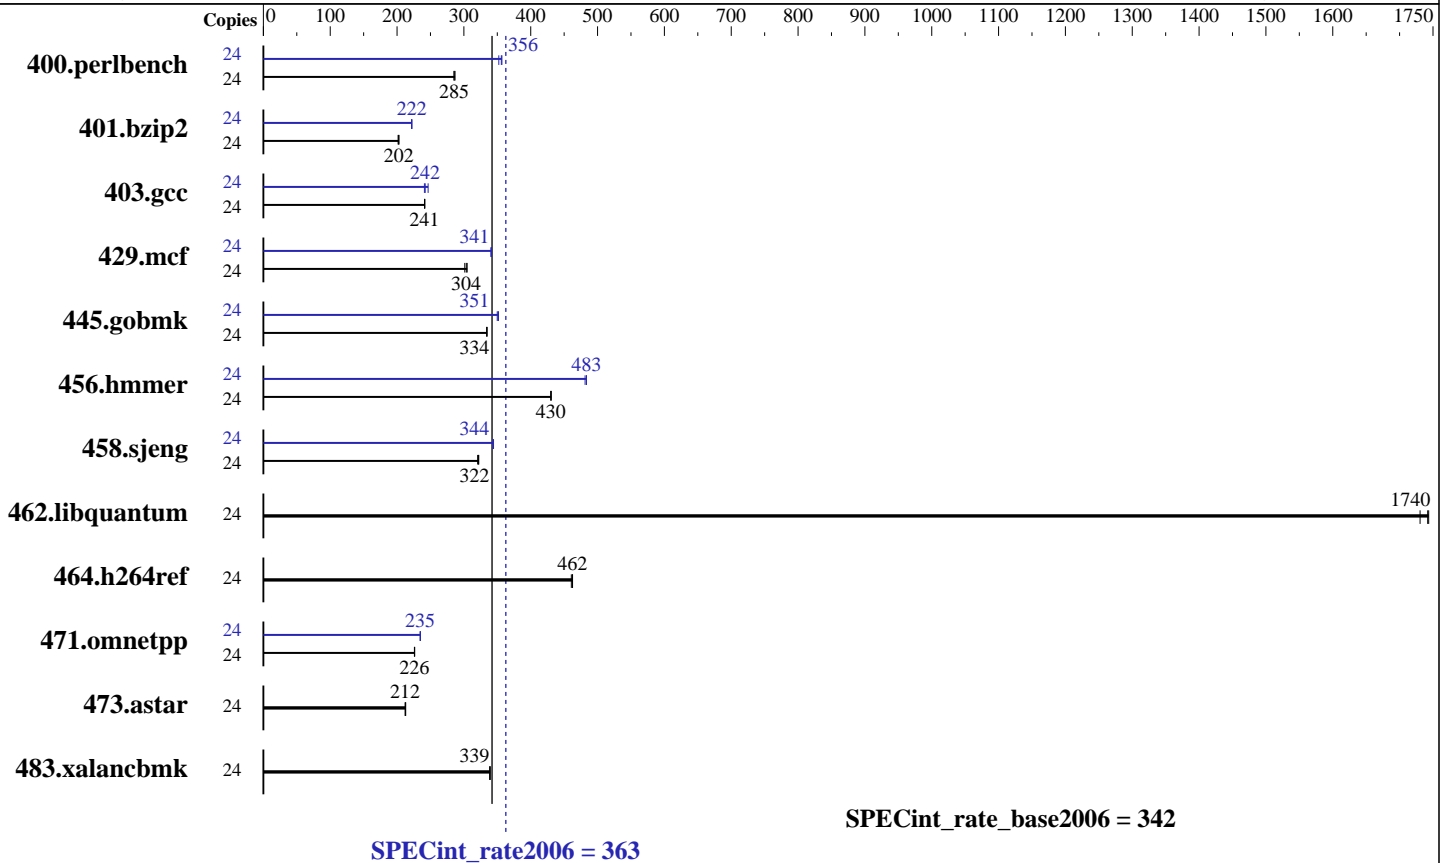 Copies 0 100 200 300 400 500 600 700 800 900 1000 1100 1200 1300 1400 1500 1600 1750
400.perlbench 24 356
24 285
401.bzip2 24 222
24 202
403.gcc 24 242
24 241
429.mcf 24 341
24 304
445.gobmk 24 351
24 334
456.hmmer 24 483
24 430
458.sjeng 24 344
24 322
462.libquantum 24 1740
464.h264ref 24 462
471.omnetpp 24 235
24 226
473.astar 24 212
483.xalancbmk 24 339
SPECint_rate_base2006 = 342
SPECint_rate2006 = 363